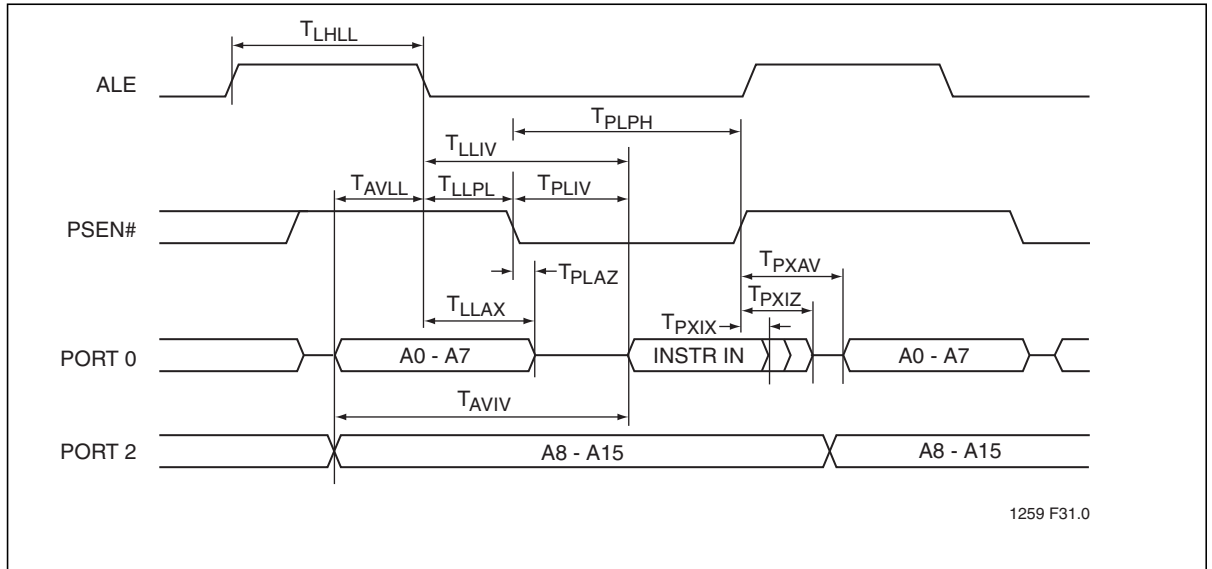 TLHLL
ALE
TPLPH
TLLIV
TAVLL TLLPL TPLIV
PSEN#
TPLAZ
TPXAV
TLLAX
TPXIZ
TPXIX
PORT 0 A0 - A7 INSTR IN A0 - A7
TAVIV
PORT 2 A8 - A15 A8 - A15
1259 F31.0